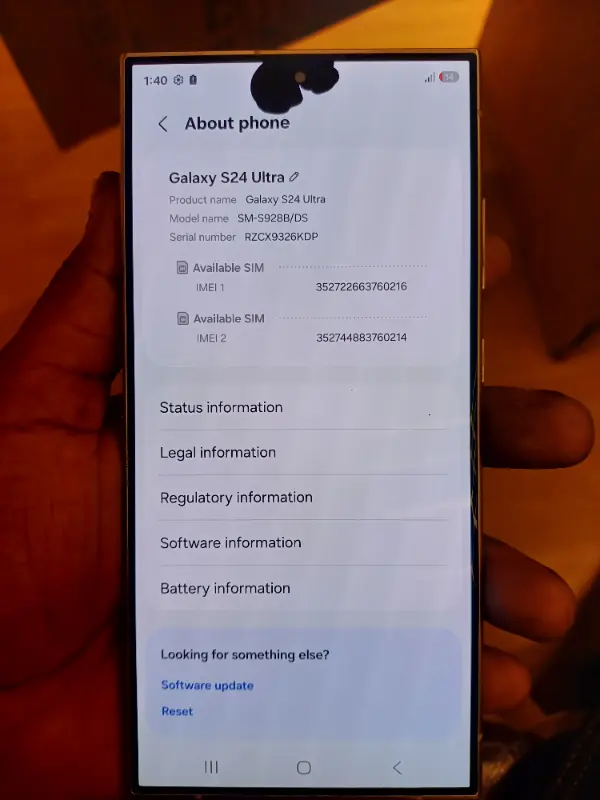 1:40
14
About phone
Galaxy S24 Ultra
Product name Galaxy S24 Ultra
Model name SM-S928B/DS
Serial number RZCX9326KDP
Available SIM
IMEI 1 352722663760216
Available SIM
IMEI 2 352744883760214
Status information
Legal information
Regulatory information
Software information
Battery information
Looking for something else?
Software update
Reset